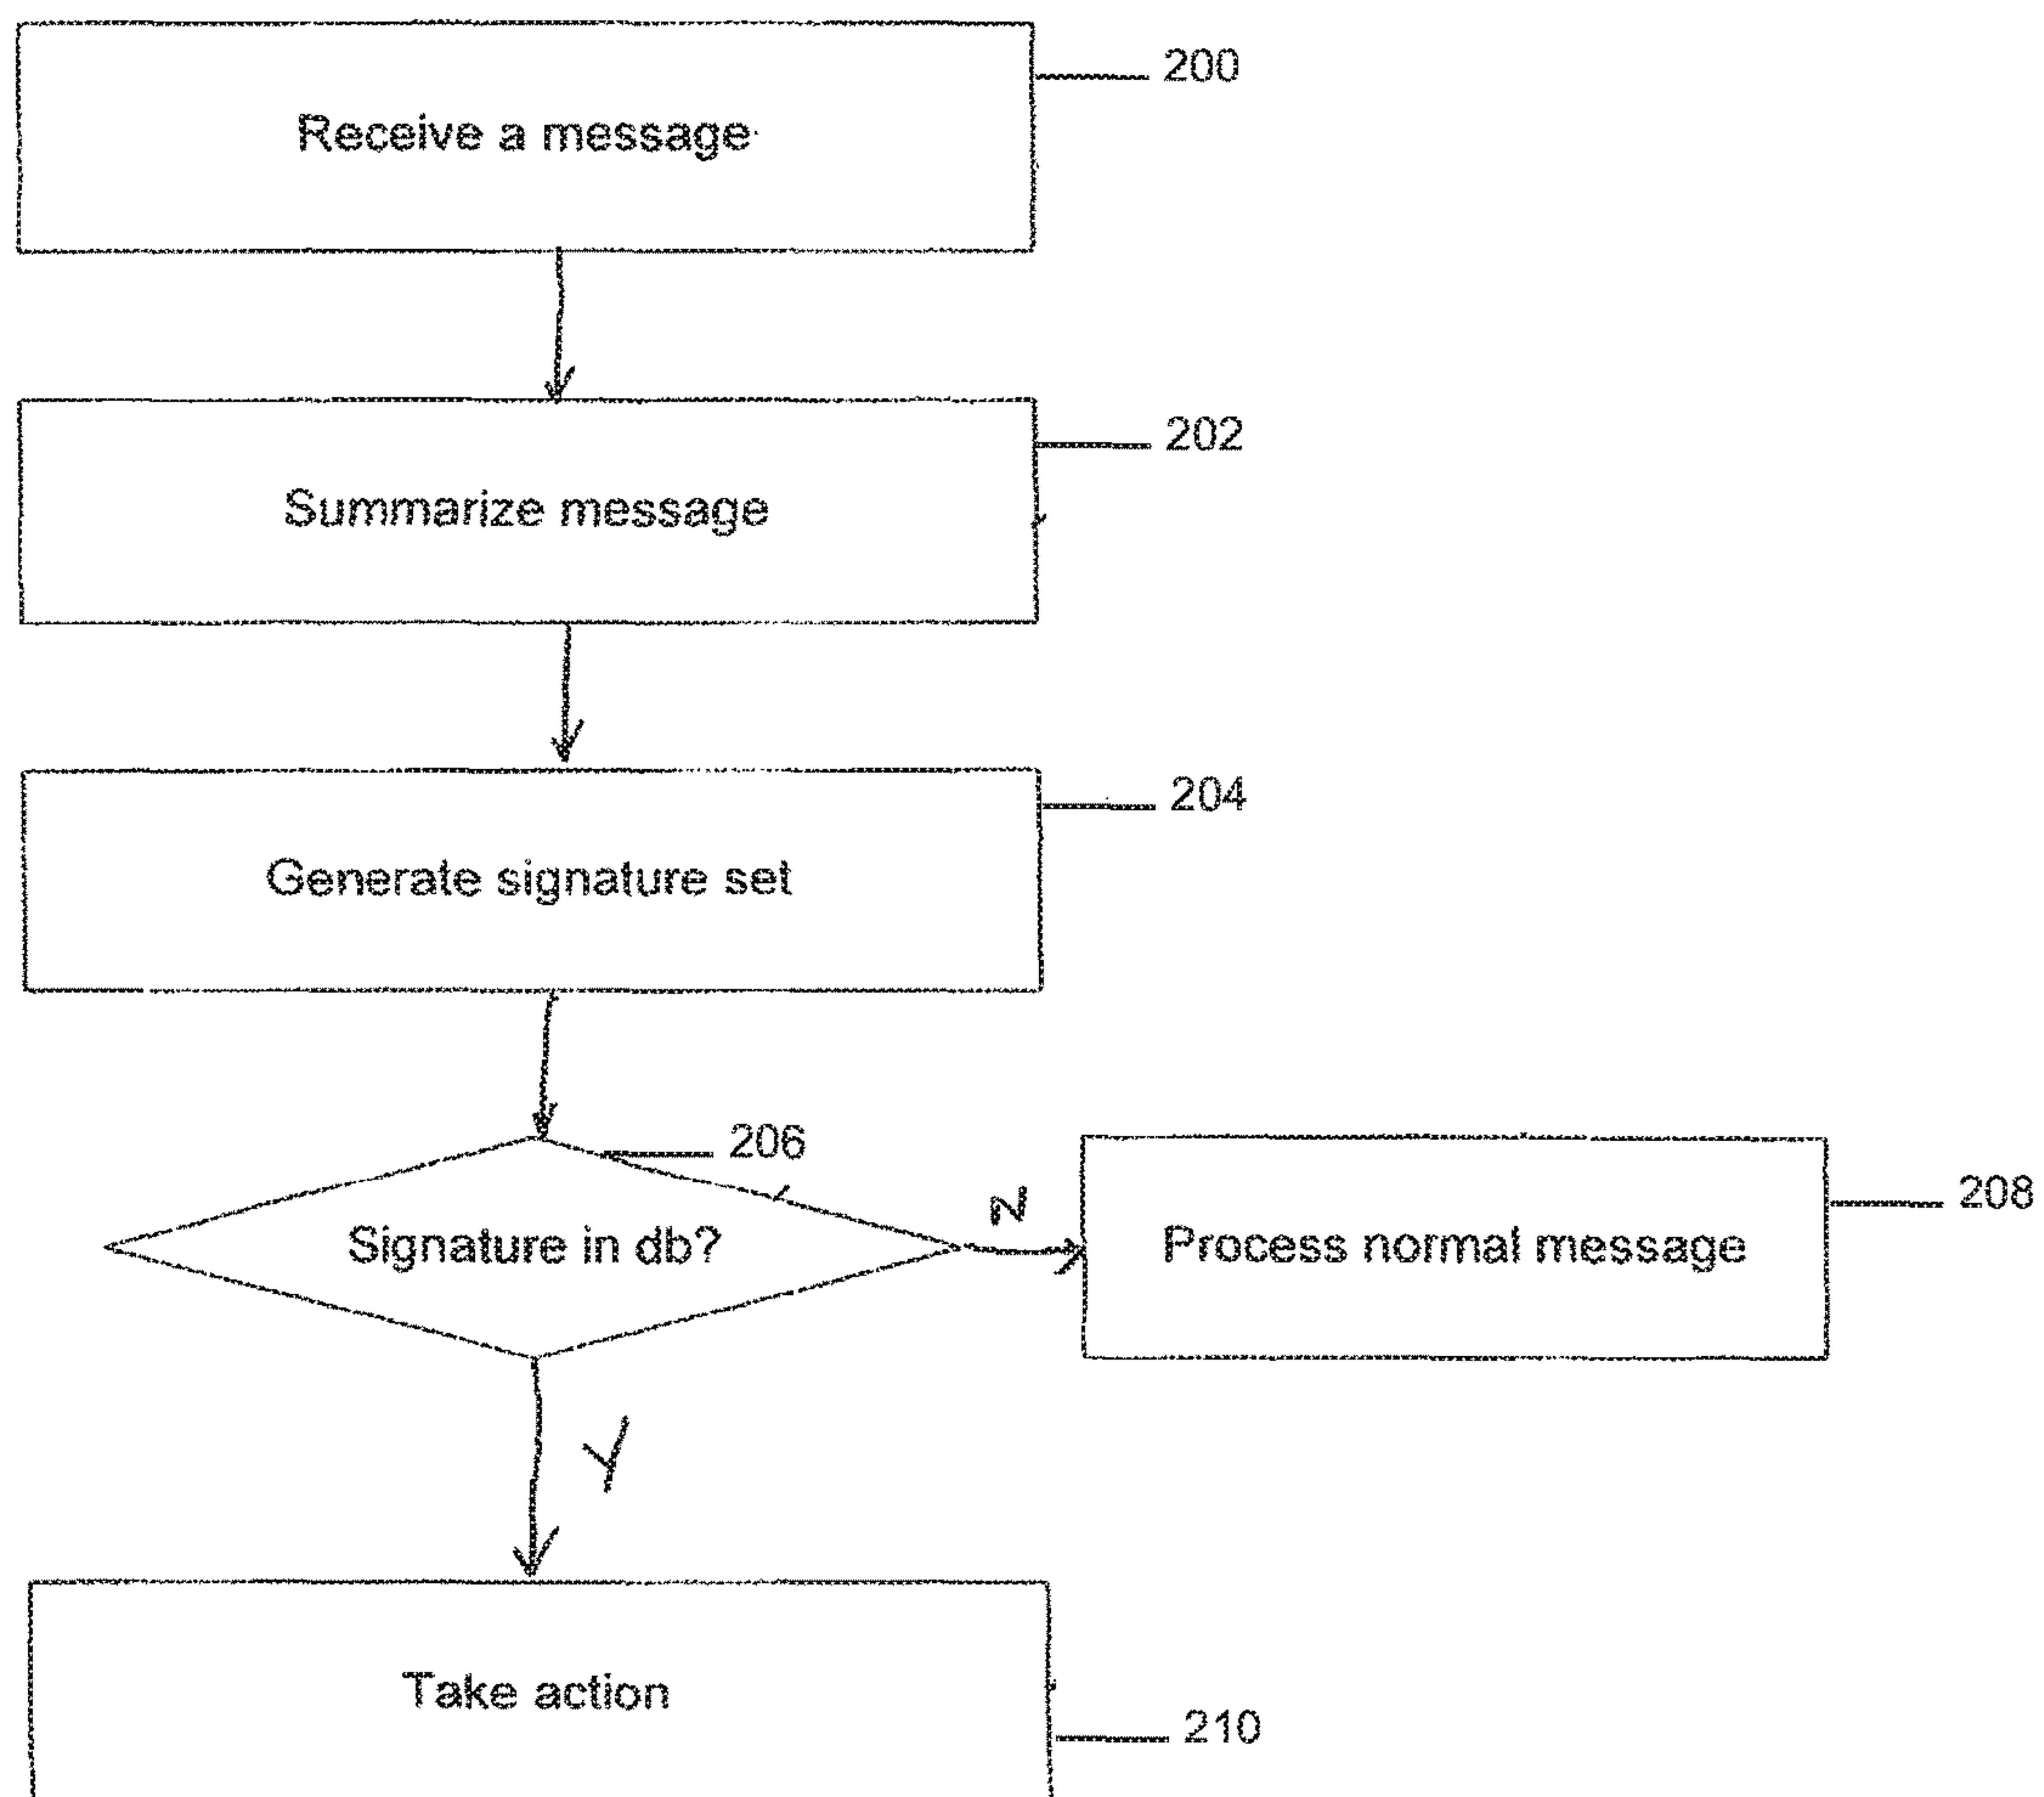 200
Receive a message
202
Summarize message
204
Generate signature set
206
Signature in db?
N
208
Process normal message
Y
Take action
210